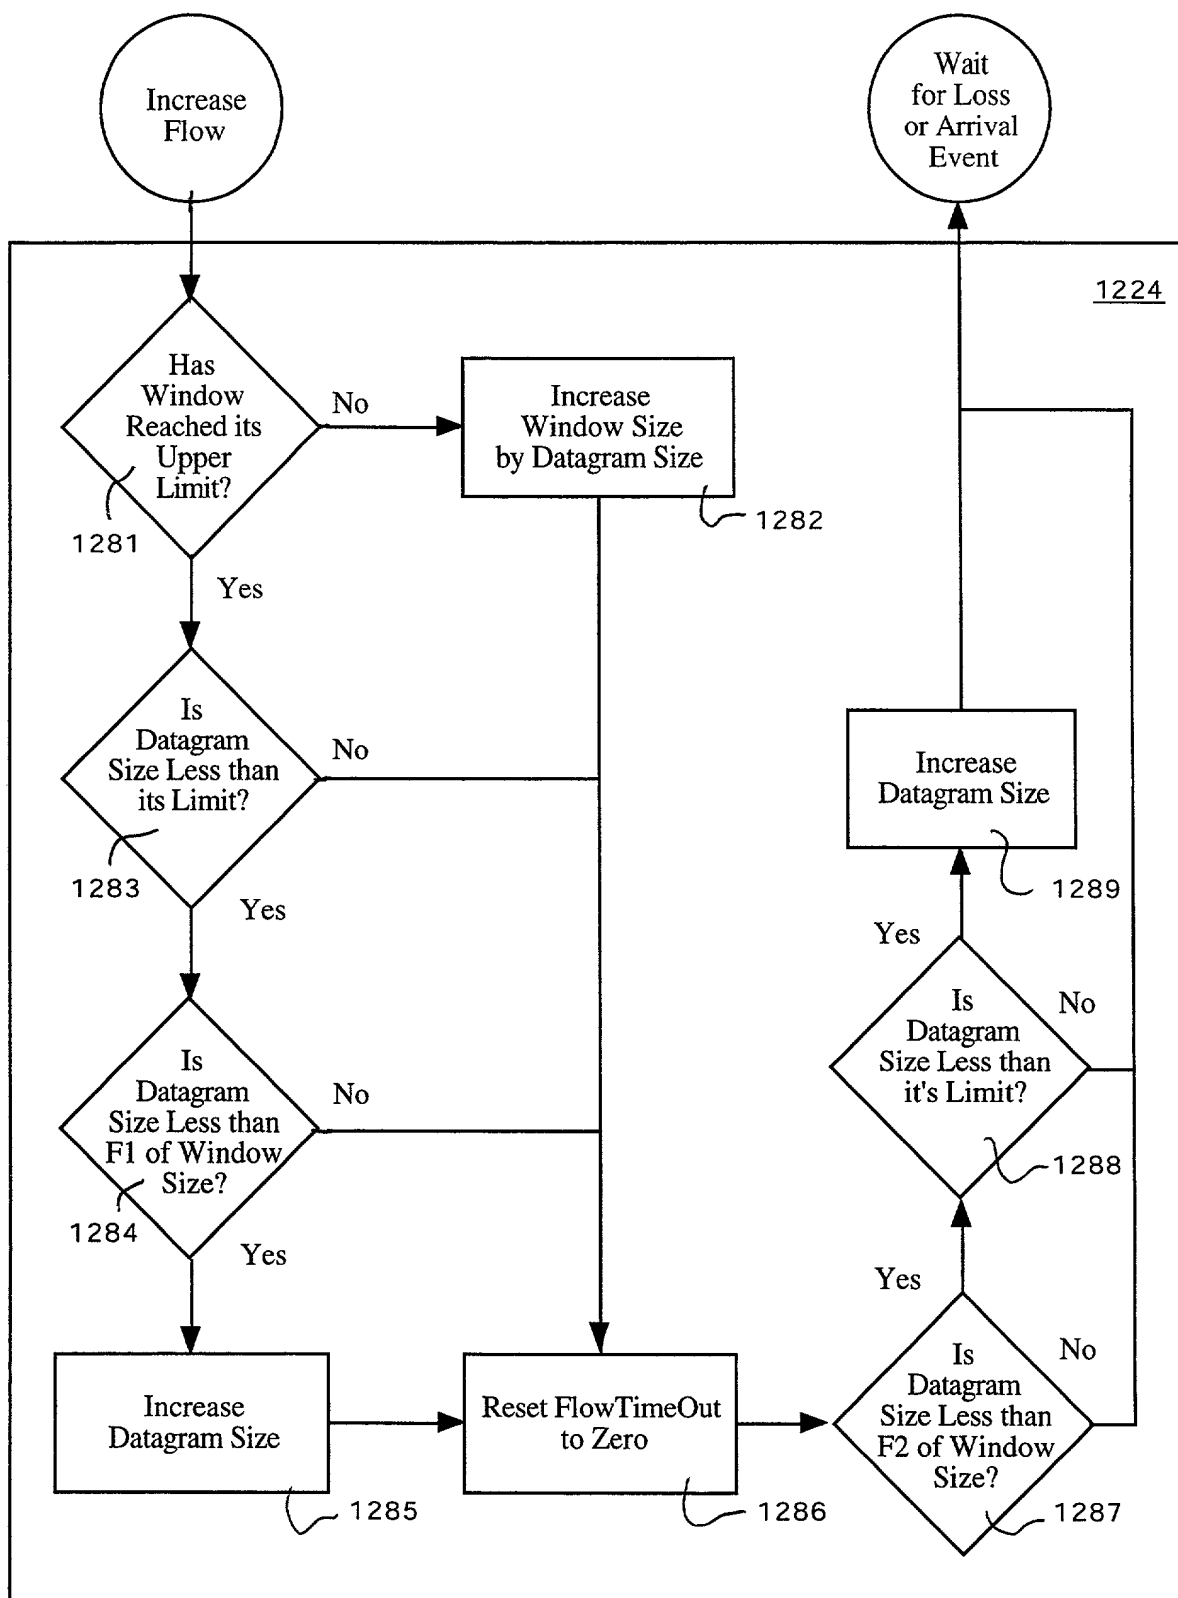 Increase
Flow
Wait
for Loss
or Arrival
Event
1224
Has
Window
Reached its
Upper
Limit?
1281
No
Increase
Window Size
by Datagram Size
1282
Yes
Is
Datagram
Size Less than
its Limit?
1283
No
Yes
Is
Datagram
Size Less than
F1 of Window
Size?
1284
No
Yes
Increase
Datagram Size
1285
Reset FlowTimeOut
to Zero
1286
Is
Datagram
Size Less than
F2 of Window
Size?
1287
No
Yes
Is
Datagram
Size Less than
it's Limit?
1288
No
Yes
Increase
Datagram Size
1289